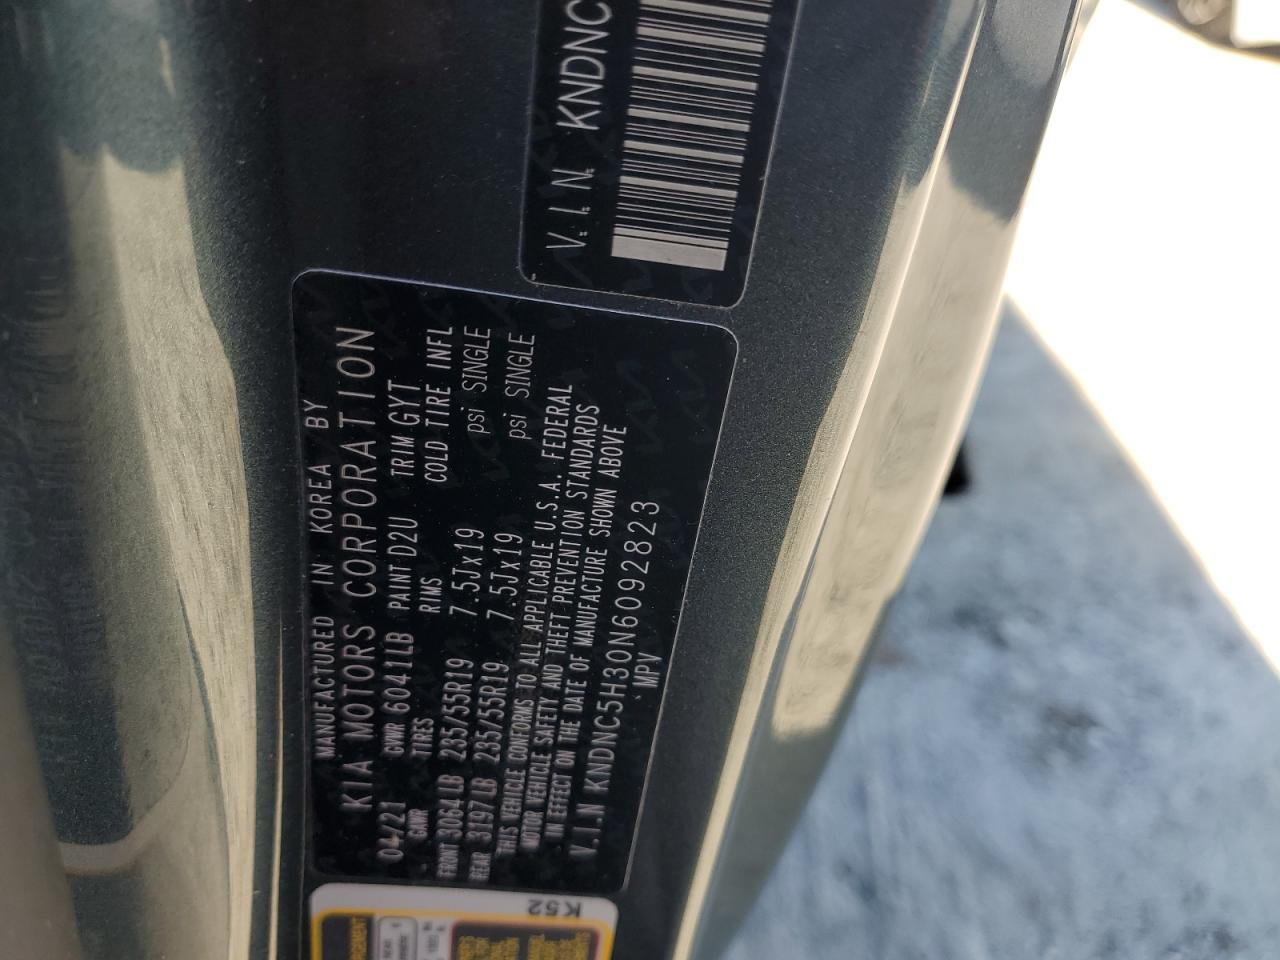 V.I.N. KNDNC
MANUFACTURED IN KOREA BY
KIA MOTORS CORPORATION
04/21 GVWR 6041LB PAINT D2U TRIM GYT
GAWR TIRES RIMS COLD TIRE INFL
FRONT 3064LB 235/55R19 7.5Jx19 psi SINGLE
REAR 3197LB 235/55R19 7.5Jx19 psi SINGLE
THIS VEHICLE CONFORMS TO ALL APPLICABLE U.S.A. FEDERAL
MOTOR VEHICLE SAFETY AND THEFT PREVENTION STANDARDS
IN EFFECT ON THE DATE OF MANUFACTURE SHOWN ABOVE
V.I.N KNDNC5H30N6092823
MPV
K52